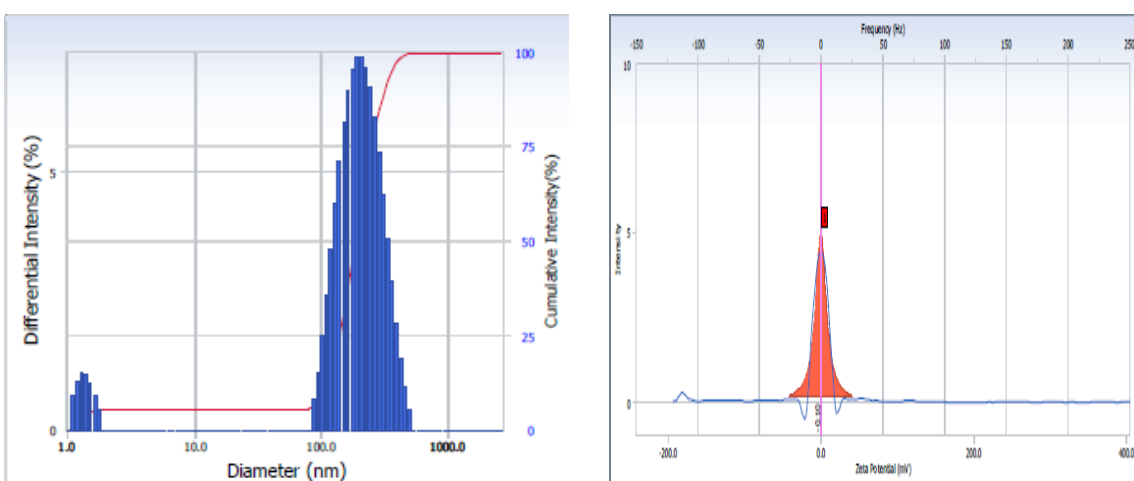 Differential Intensity (%)
5
0
100
75
50
25
0
Cumulative Intensity(%)
1.0 10.0 100.0 1000.0
Diameter (nm)
Frequency (Hz)
-150 -100 -50 0 50 100 150 200 250
Intensity
10
5
0
-200.0 0.0 200.0 400.0
Zeta Potential (mV)